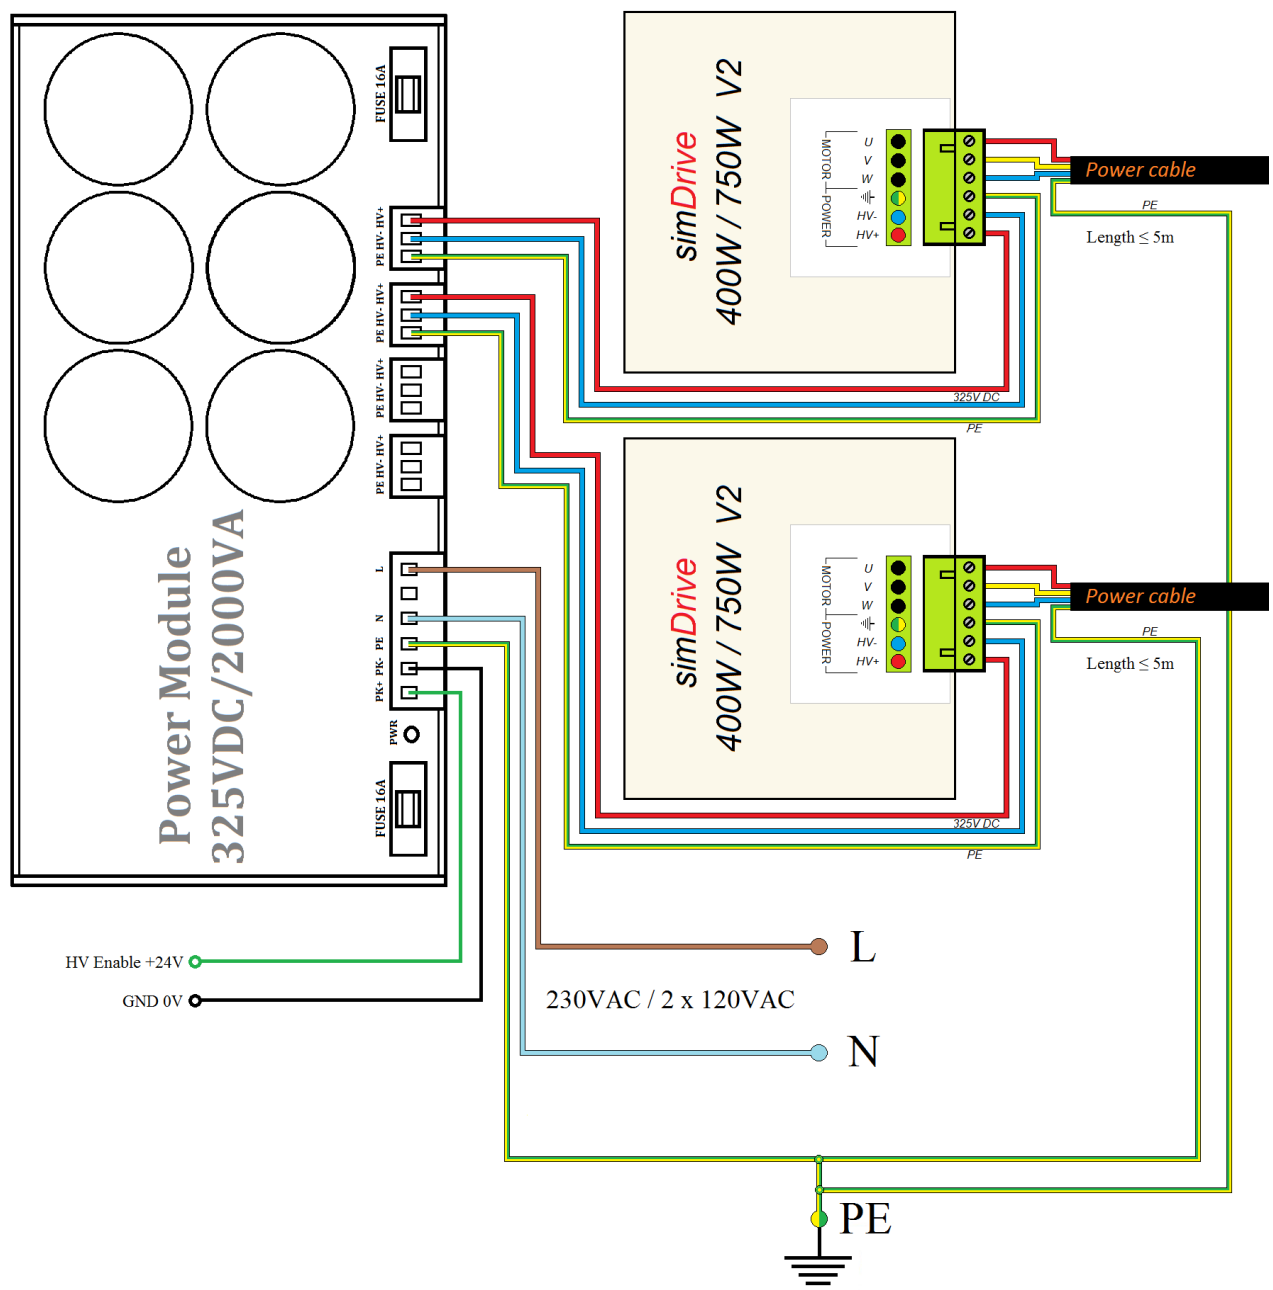 FUSE 16A
PE HV- HV+
PE HV- HV+
PE HV- HV+
PE HV- HV+
L
N
PE
PK-
PK+
PWR
FUSE 16A
Power Module
325VDC/2000VA
simDrive
400W / 750W V2
MOTOR
POWER
U
V
W
HV-
HV+
Power cable
PE
Length ≤ 5m
325V DC
PE
simDrive
400W / 750W V2
MOTOR
POWER
U
V
W
HV-
HV+
Power cable
PE
Length ≤ 5m
325V DC
PE
HV Enable +24V
GND 0V
L
230VAC / 2 x 120VAC
N
PE